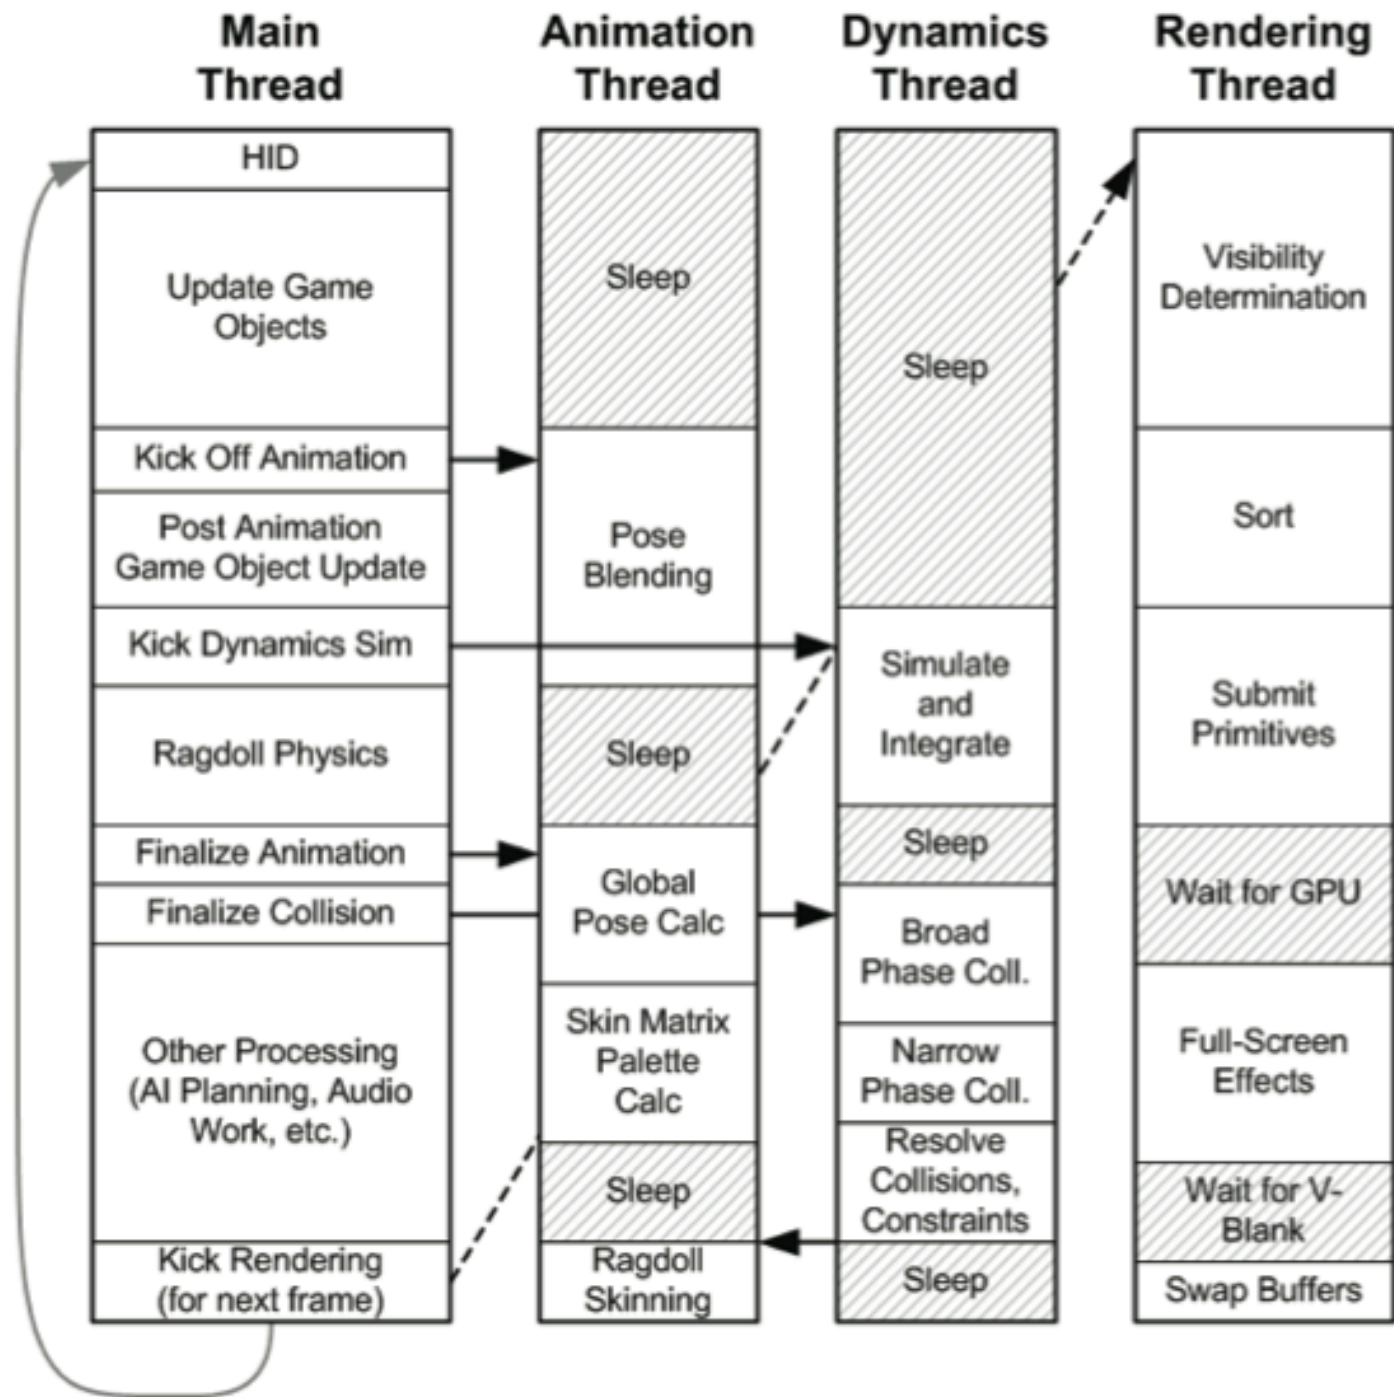 Main
Thread
Animation
Thread
Dynamics
Thread
Rendering
Thread
HID
Update Game
Objects
Kick Off Animation
Post Animation
Game Object Update
Kick Dynamics Sim
Ragdoll Physics
Finalize Animation
Finalize Collision
Other Processing
(AI Planning, Audio
Work, etc.)
Kick Rendering
(for next frame)
Sleep
Pose
Blending
Sleep
Global
Pose Calc
Skin Matrix
Palette
Calc
Sleep
Ragdoll
Skinning
Sleep
Simulate
and
Integrate
Sleep
Broad
Phase Coll.
Narrow
Phase Coll.
Resolve
Collisions,
Constraints
Sleep
Visibility
Determination
Sort
Submit
Primitives
Wait for GPU
Full-Screen
Effects
Wait for V-
Blank
Swap Buffers